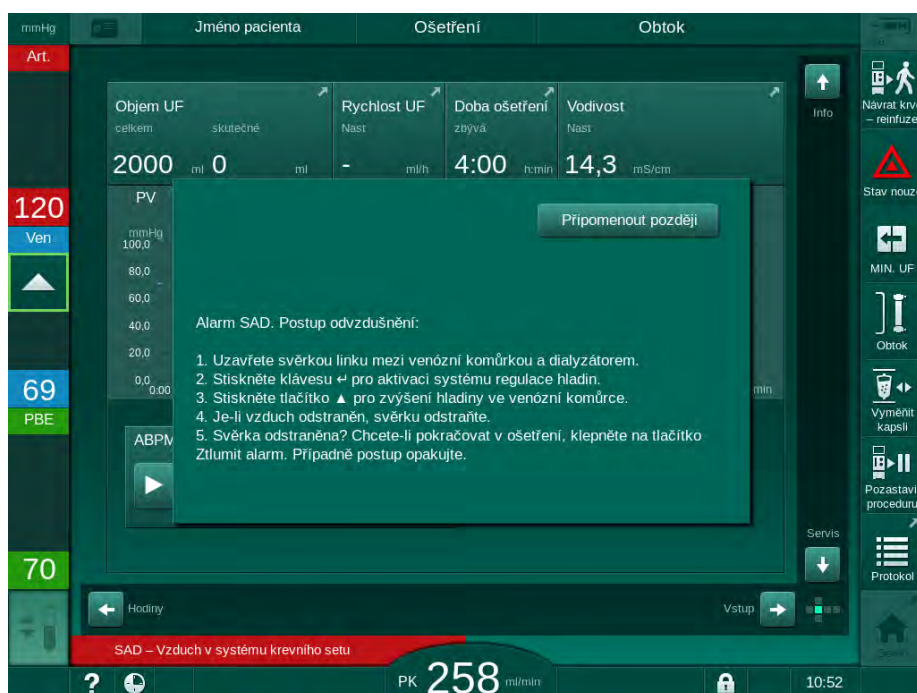 mmHg
Jméno pacienta
Ošetření
Obtok
Art.
120
Ven
69
PBE
70
Objem UF
celkem
skutečné
2000 ml 0 ml
Rychlost UF
Nast
- ml/h
Doba ošetření
zbývá
4:00 h:min
Vodivost
Nast
14,3 mS/cm
Info
PV
mmHg
100,0
80,0
60,0
40,0
20,0
0,0
0:00
min
Připomenout později
Alarm SAD. Postup odvzdušnění:
1. Uzavřete svěrkou linku mezi venózní komůrkou a dialyzátorem.
2. Stiskněte klávesu ↵ pro aktivaci systému regulace hladin.
3. Stiskněte tlačítko ▲ pro zvýšení hladiny ve venózní komůrce.
4. Je-li vzduch odstraněn, svěrku odstraňte.
5. Svěrka odstraněna? Chcete-li pokračovat v ošetření, klepněte na tlačítko
Ztlumit alarm. Případně postup opakujte.
ABPM
Servis
Hodiny
Vstup
SAD – Vzduch v systému krevního setu
?
PK 258 ml/min
10:52
Návrat krve
– reinfuze
Stav nouze
MIN. UF
Obtok
Vyměnit
kapsli
Pozastavit
proceduru
Protokol